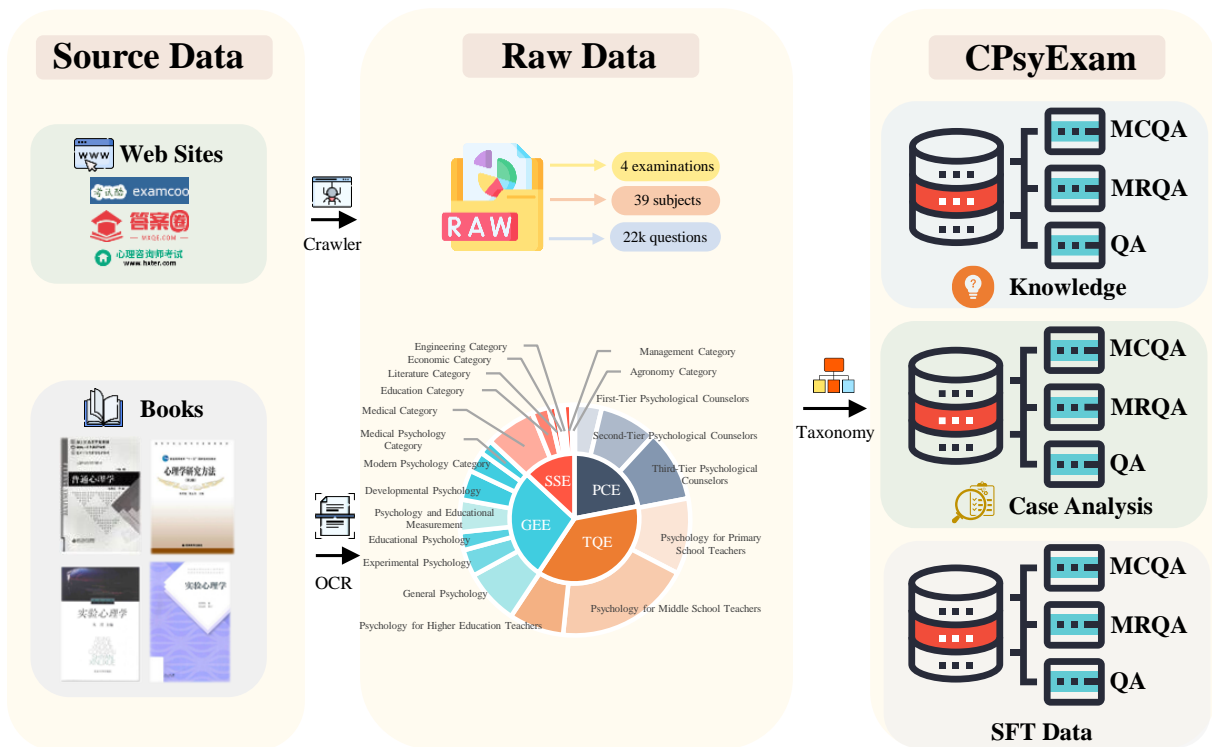 Source Data
Web Sites
www
考试酷 examcoo
答案圈
MXQE.COM
心理咨询师考试
www.hxter.com
Books
普通心理学
心理学研究方法
实验心理学
实验心理学
Crawler
OCR
Raw Data
RAW
4 examinations
39 subjects
22k questions
Engineering Category
Economic Category
Literature Category
Education Category
Medical Category
Medical Psychology
Category
Modern Psychology Category
Developmental Psychology
Psychology and Educational
Measurement
Educational Psychology
Experimental Psychology
General Psychology
Psychology for Higher Education Teachers
Management Category
Agronomy Category
First-Tier Psychological Counselors
Second-Tier Psychological Counselors
Third-Tier Psychological
Counselors
Psychology for Primary
School Teachers
Psychology for Middle School Teachers
SSE
PCE
GEE
TQE
Taxonomy
CPsyExam
MCQA
MRQA
QA
Knowledge
MCQA
MRQA
QA
Case Analysis
MCQA
MRQA
QA
SFT Data